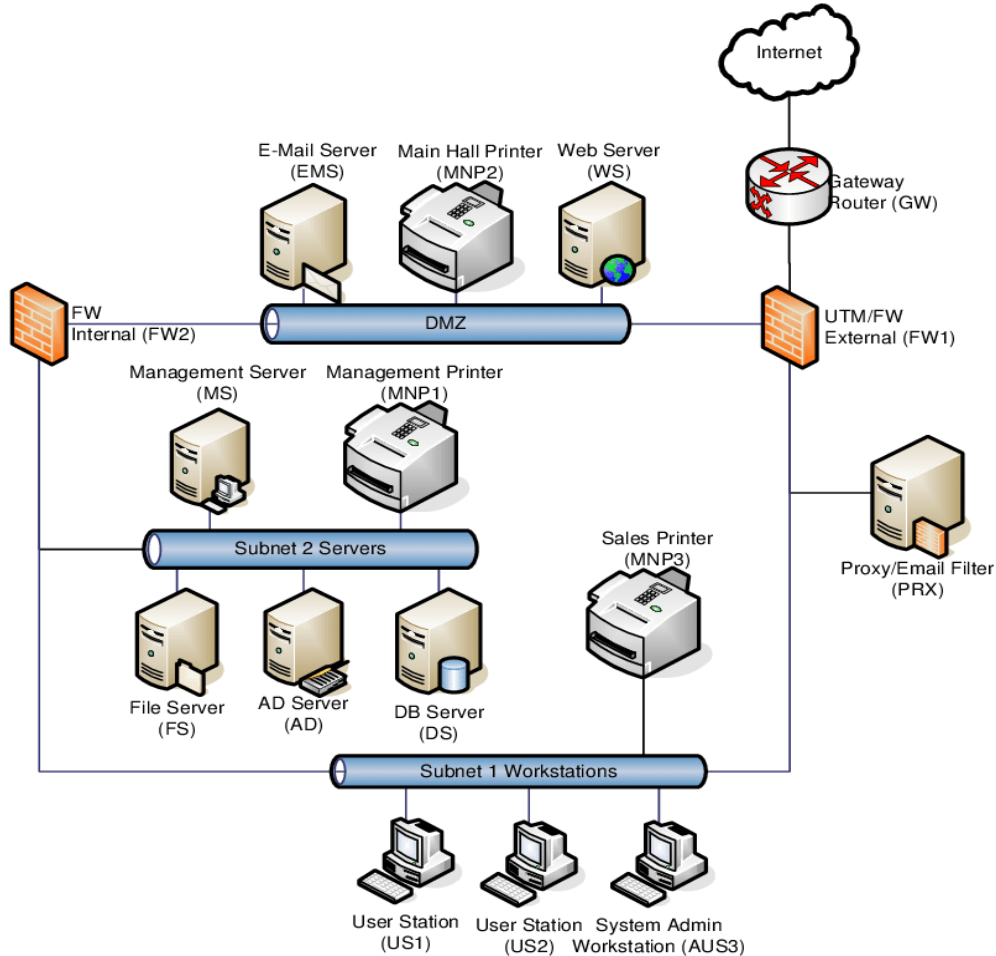 Internet
E-Mail Server
(EMS)
Main Hall Printer
(MNP2)
Web Server
(WS)
Gateway
Router (GW)
FW
Internal (FW2)
DMZ
UTM/FW
External (FW1)
Management Server
(MS)
Management Printer
(MNP1)
Subnet 2 Servers
Sales Printer
(MNP3)
Proxy/Email Filter
(PRX)
File Server
(FS)
AD Server
(AD)
DB Server
(DS)
Subnet 1 Workstations
User Station
(US1)
User Station
(US2)
System Admin
Workstation (AUS3)